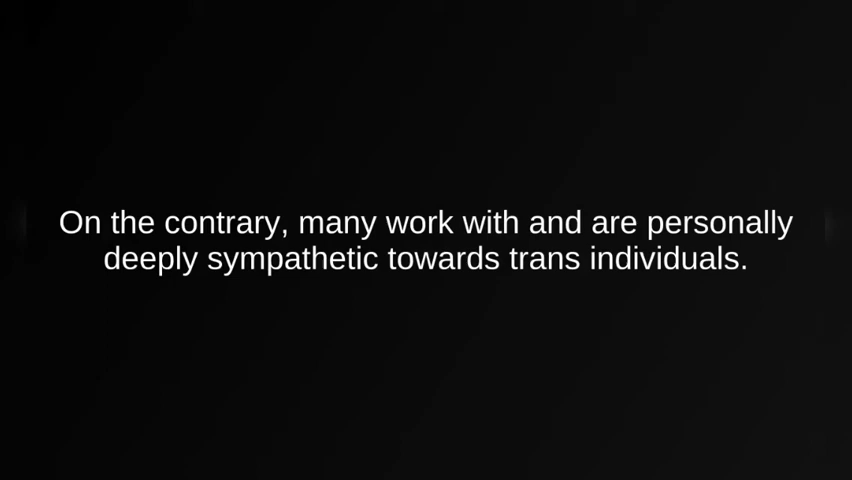 On the contrary, many work with and are personally
deeply sympathetic towards trans individuals.